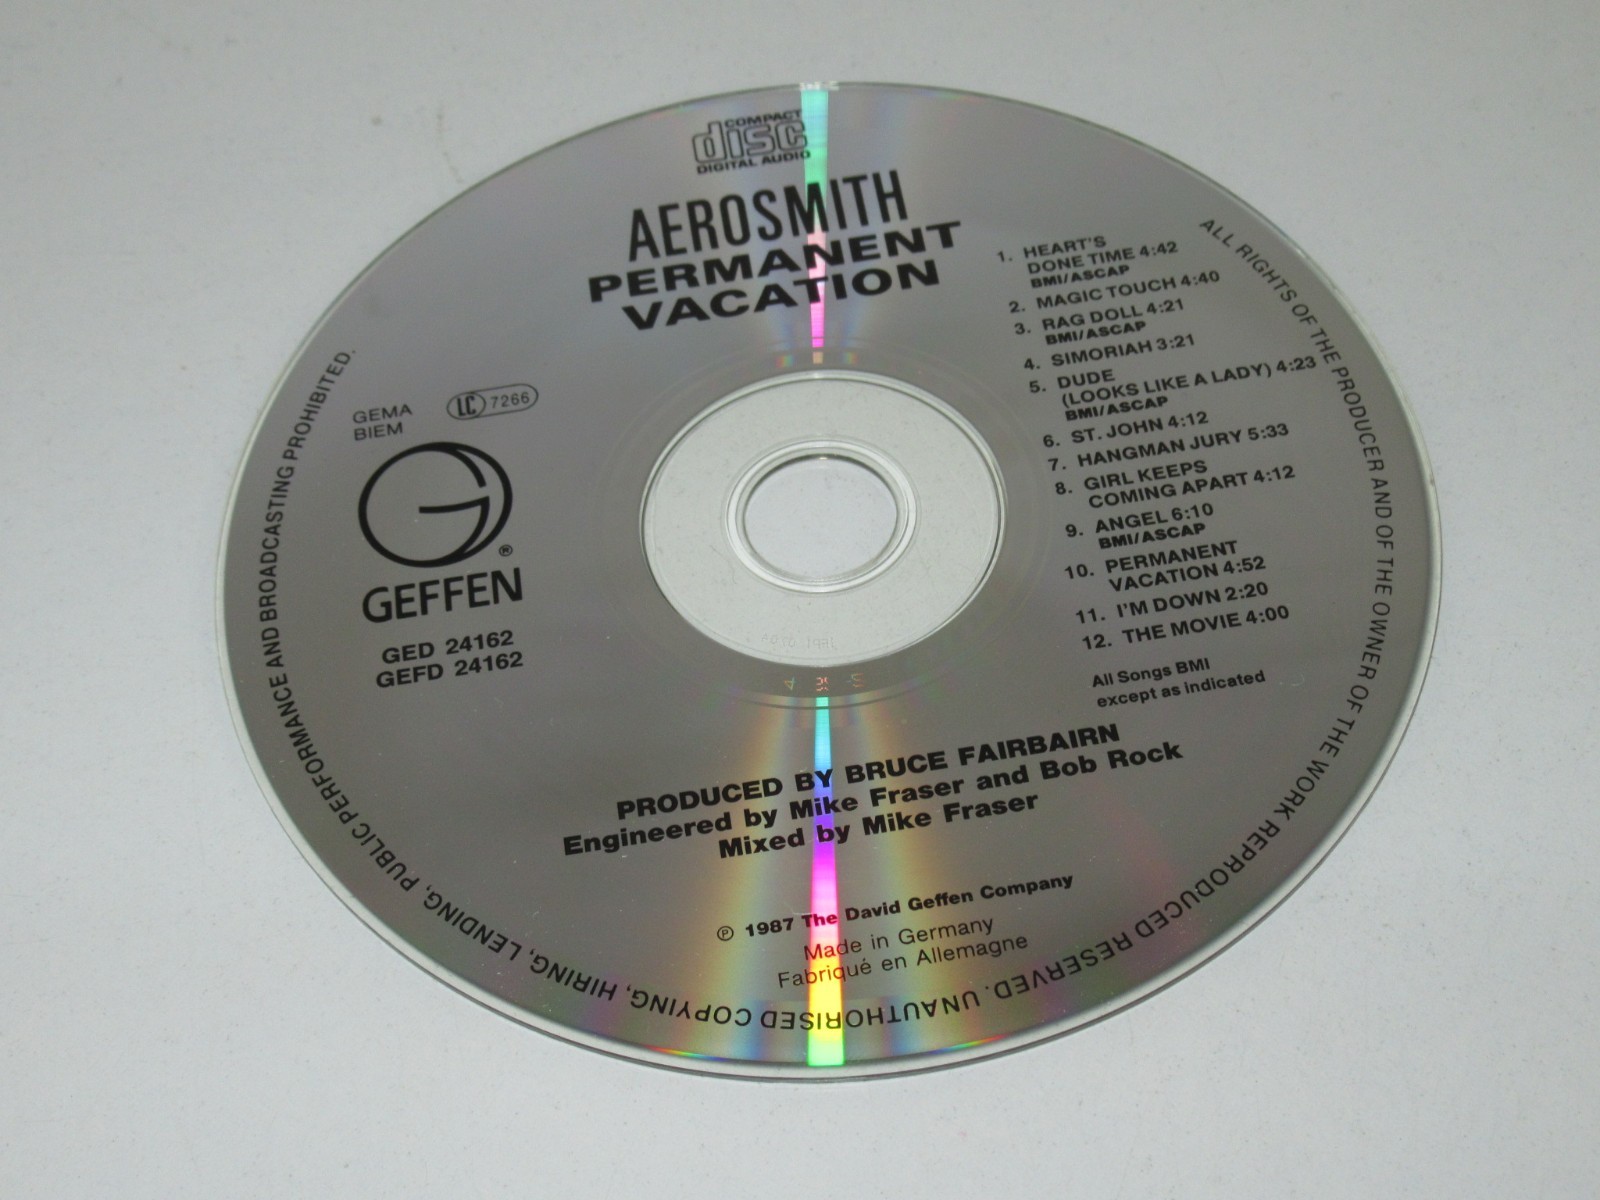 COMPACT
disc
DIGITAL AUDIO
AEROSMITH
PERMANENT
VACATION
GEMA
BIEM
LC 7266
G
®
GEFFEN
GED 24162
GEFD 24162
1. HEART'S
DONE TIME 4:42
BMI/ASCAP
2. MAGIC TOUCH 4:40
3. RAG DOLL 4:21
BMI/ASCAP
4. SIMORIAH 3:21
5. DUDE
(LOOKS LIKE A LADY) 4:23
BMI/ASCAP
6. ST. JOHN 4:12
7. HANGMAN JURY 5:33
8. GIRL KEEPS
COMING APART 4:12
9. ANGEL 6:10
BMI/ASCAP
10. PERMANENT
VACATION 4:52
11. I'M DOWN 2:20
12. THE MOVIE 4:00
All Songs BMI
except as indicated
PRODUCED BY BRUCE FAIRBAIRN
Engineered by Mike Fraser and Bob Rock
Mixed by Mike Fraser
℗ 1987 The David Geffen Company
Made in Germany
Fabriqué en Allemagne
ALL RIGHTS OF THE PRODUCER AND OF THE OWNER OF THE WORK REPRODUCED RESERVED. UNAUTHORISED COPYING, HIRING, LENDING, PUBLIC PERFORMANCE AND BROADCASTING PROHIBITED.